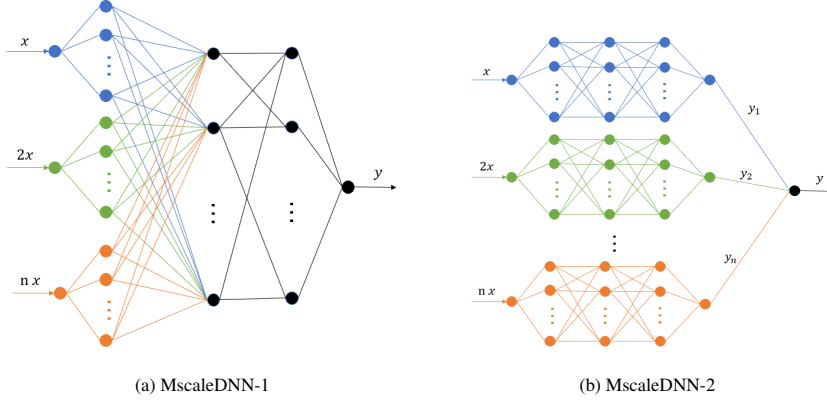 x
2x
n x
y
(a) MscaleDNN-1
x
2x
n x
y₁
y₂
yₙ
y
(b) MscaleDNN-2